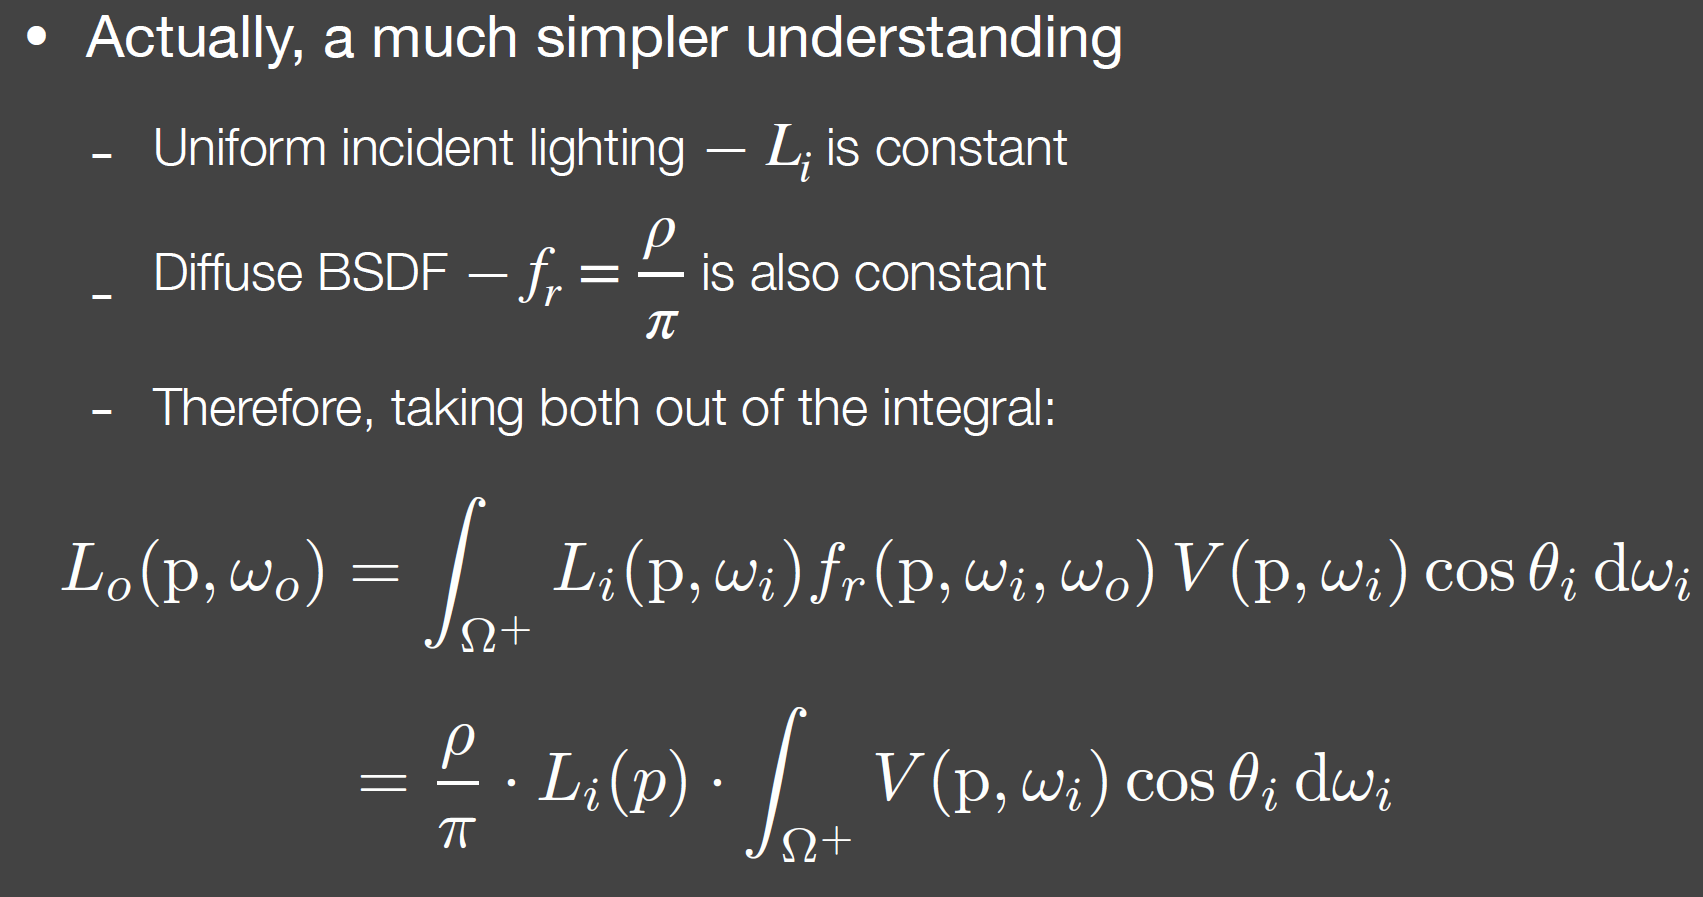 • Actually, a much simpler understanding
- Uniform incident lighting — $L_i$ is constant
- Diffuse BSDF — $f_r = \frac{\rho}{\pi}$ is also constant
- Therefore, taking both out of the integral:
$L_o(\mathrm{p}, \omega_o) = \int_{\Omega^+} L_i(\mathrm{p}, \omega_i) f_r(\mathrm{p}, \omega_i, \omega_o) V(\mathrm{p}, \omega_i) \cos\theta_i \, \mathrm{d}\omega_i$
$= \frac{\rho}{\pi} \cdot L_i(p) \cdot \int_{\Omega^+} V(\mathrm{p}, \omega_i) \cos\theta_i \, \mathrm{d}\omega_i$